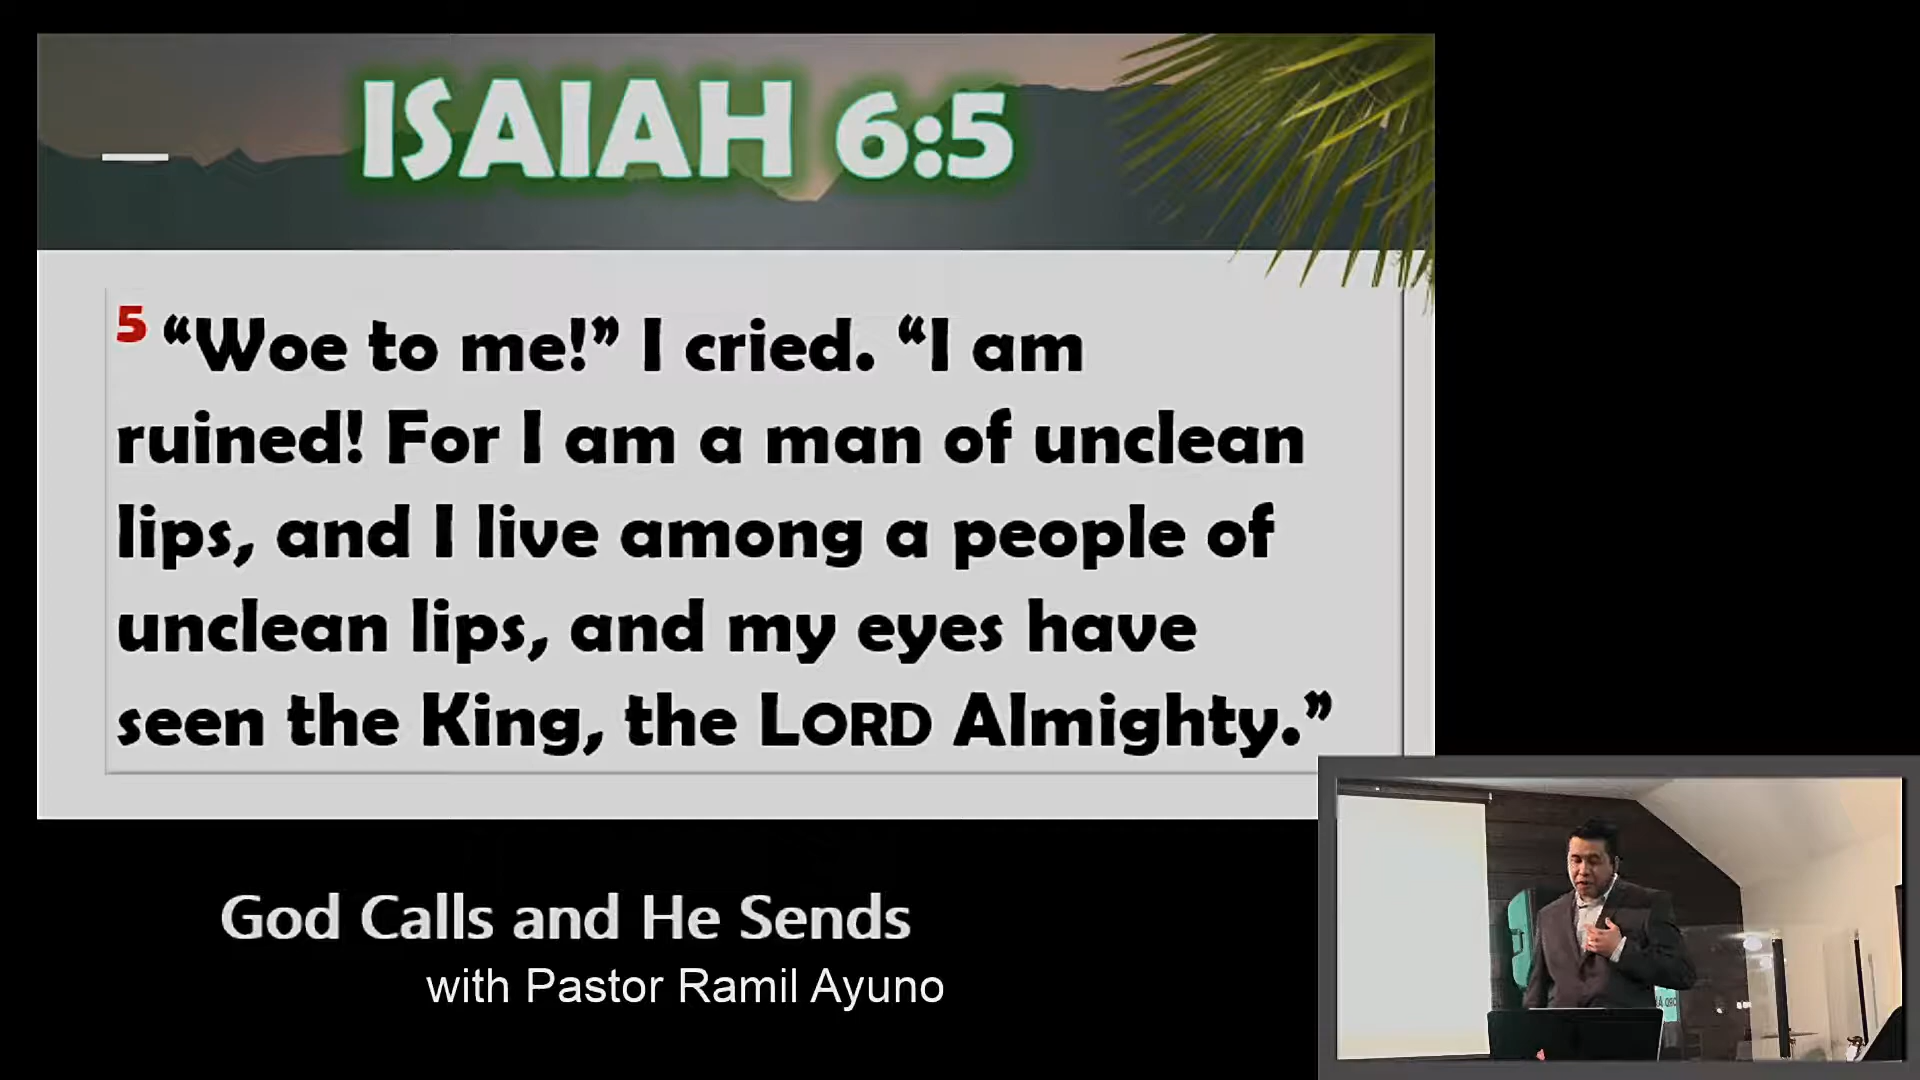 ISAIAH 6:5
5 “Woe to me!” I cried. “I am
ruined! For I am a man of unclean
lips, and I live among a people of
unclean lips, and my eyes have
seen the King, the LORD Almighty.”
God Calls and He Sends
with Pastor Ramil Ayuno